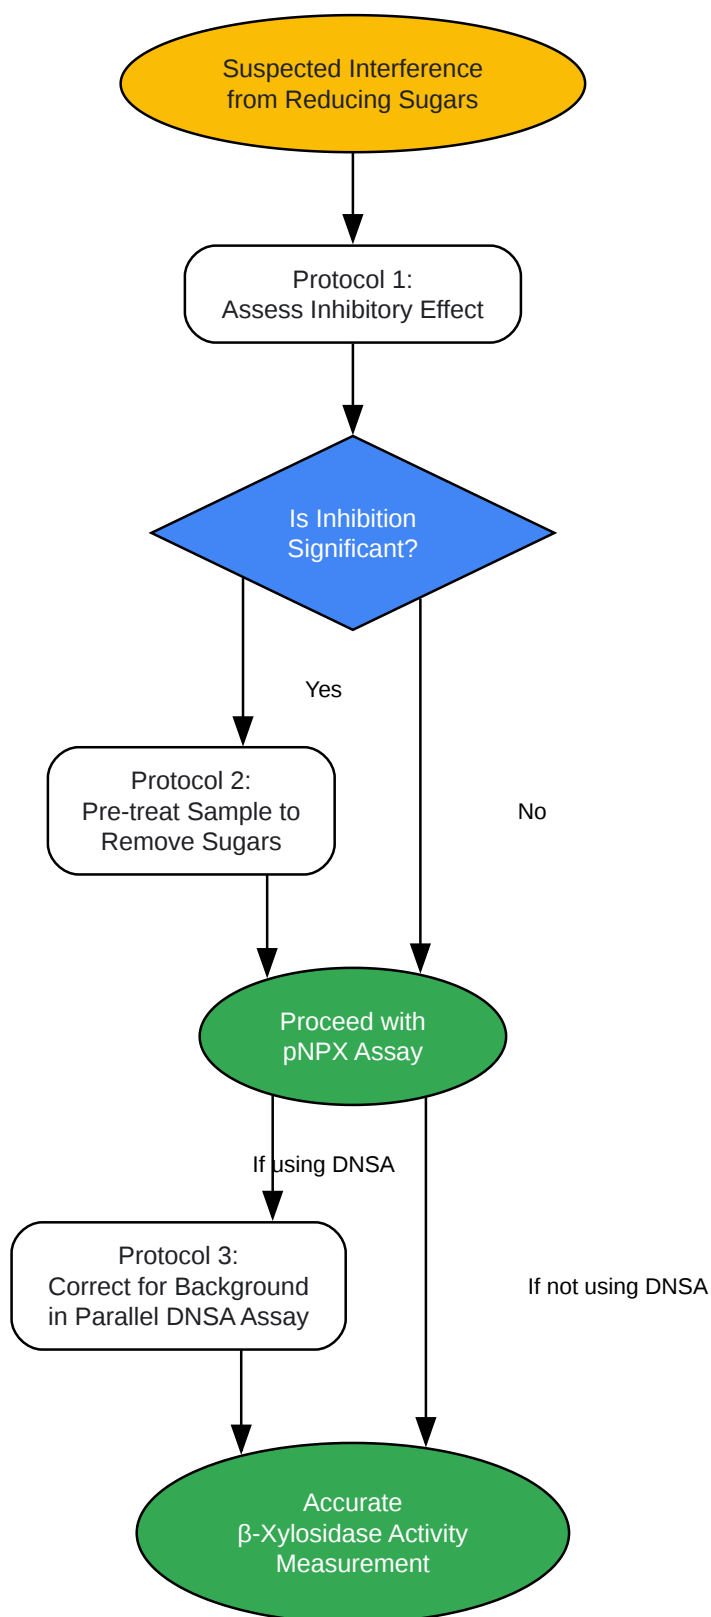 Suspected Interference
from Reducing Sugars
Protocol 1:
Assess Inhibitory Effect
Is Inhibition
Significant?
Yes
Protocol 2:
Pre-treat Sample to
Remove Sugars
No
Proceed with
pNPX Assay
If using DNSA
Protocol 3:
Correct for Background
in Parallel DNSA Assay
If not using DNSA
Accurate
β-Xylosidase Activity
Measurement